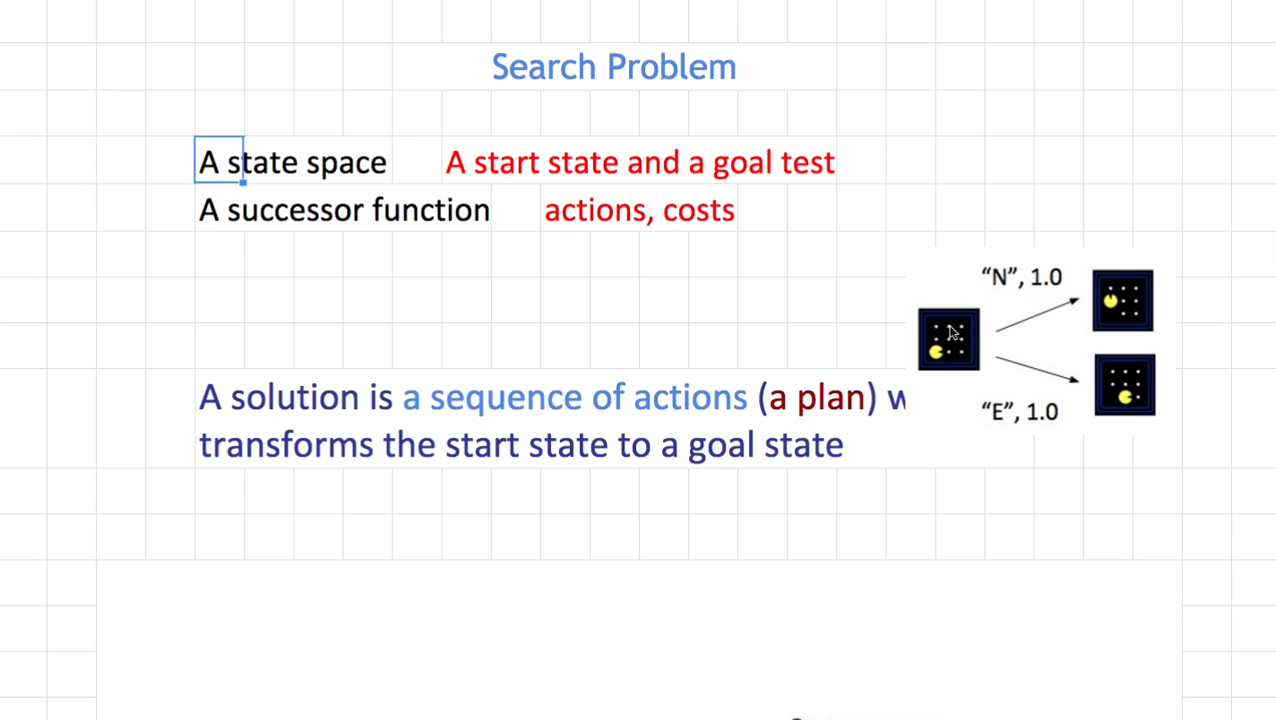 Search Problem
A state space A start state and a goal test
A successor function actions, costs
“N”, 1.0
A solution is a sequence of actions (a plan)
“E”, 1.0
transforms the start state to a goal state